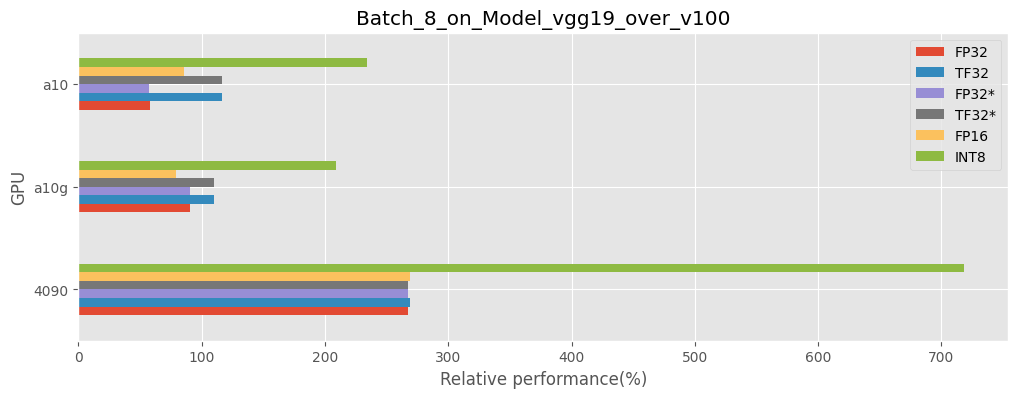 Batch_8_on_Model_vgg19_over_v100
FP32
TF32
FP32*
TF32*
FP16
INT8
GPU
a10
a10g
4090
0 100 200 300 400 500 600 700
Relative performance(%)